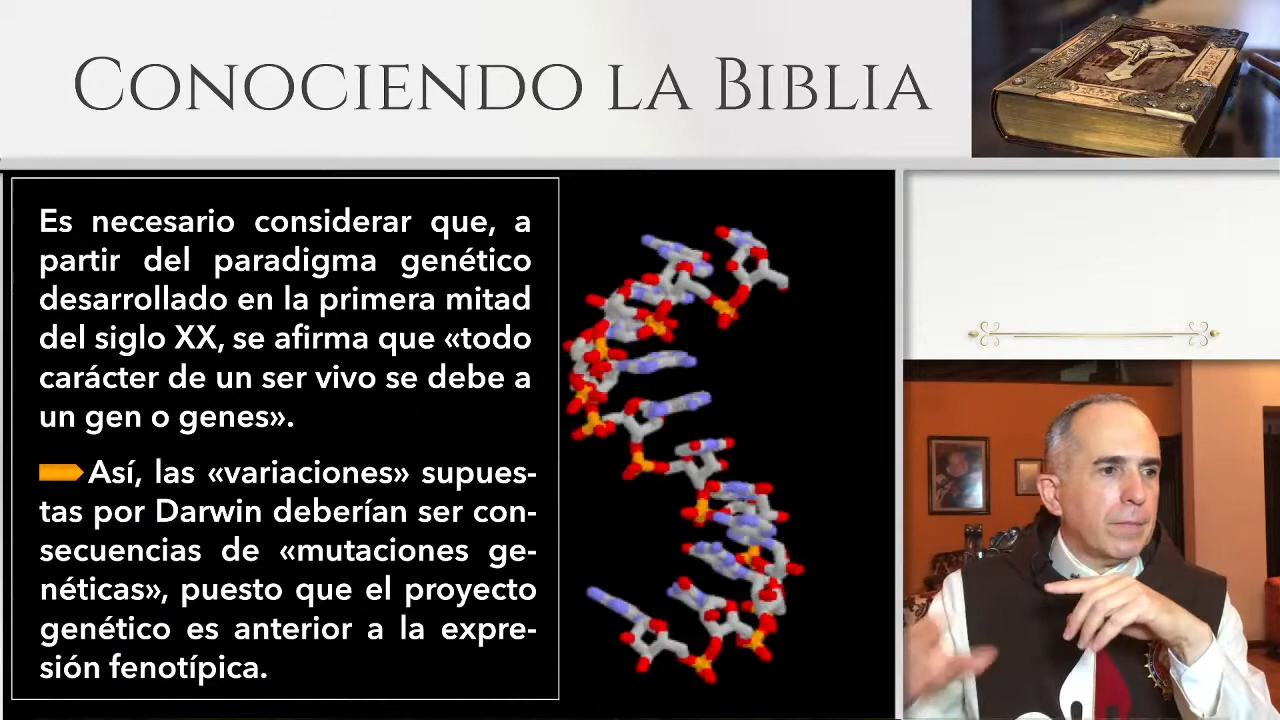 CONOCIENDO LA BIBLIA
Es necesario considerar que, a
partir del paradigma genético
desarrollado en la primera mitad
del siglo XX, se afirma que «todo
carácter de un ser vivo se debe a
un gen o genes».
Así, las «variaciones» supues-
tas por Darwin deberían ser con-
secuencias de «mutaciones ge-
néticas», puesto que el proyecto
genético es anterior a la expre-
sión fenotípica.